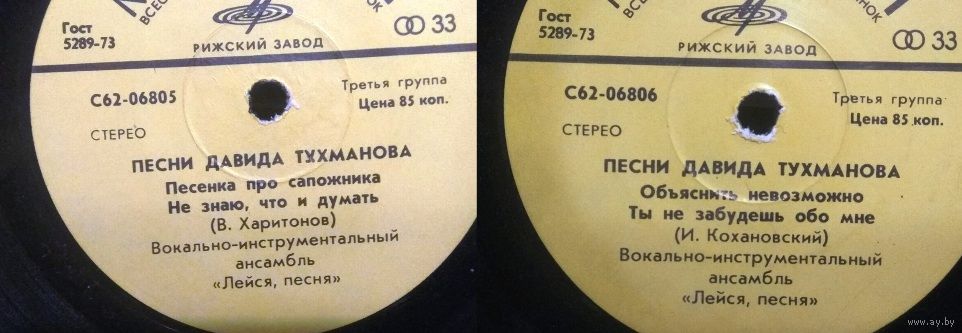 Гост
5289-73
33
РИЖСКИЙ ЗАВОД
С62-06805
Третья группа
Цена 85 коп.
СТЕРЕО
ПЕСНИ ДАВИДА ТУХМАНОВА
Песенка про сапожника
Не знаю, что и думать
(В. Харитонов)
Вокально-инструментальный
ансамбль
«Лейся, песня»
Гост
5289-73
33
РИЖСКИЙ ЗАВОД
С62-06806
Третья группа
Цена 85 коп.
СТЕРЕО
ПЕСНИ ДАВИДА ТУХМАНОВА
Объяснить невозможно
Ты не забудешь обо мне
(И. Кохановский)
Вокально-инструментальный
ансамбль
«Лейся, песня»
www.ay.by